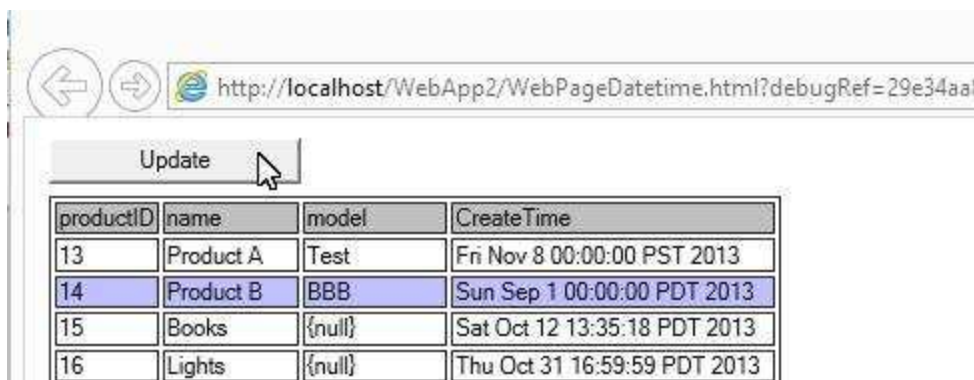 http://localhost/WebApp2/WebPageDatetime.html?debugRef=29e34aa
Update
productID name model CreateTime
13 Product A Test Fri Nov 8 00:00:00 PST 2013
14 Product B BBB Sun Sep 1 00:00:00 PDT 2013
15 Books {null} Sat Oct 12 13:35:18 PDT 2013
16 Lights {null} Thu Oct 31 16:59:59 PDT 2013